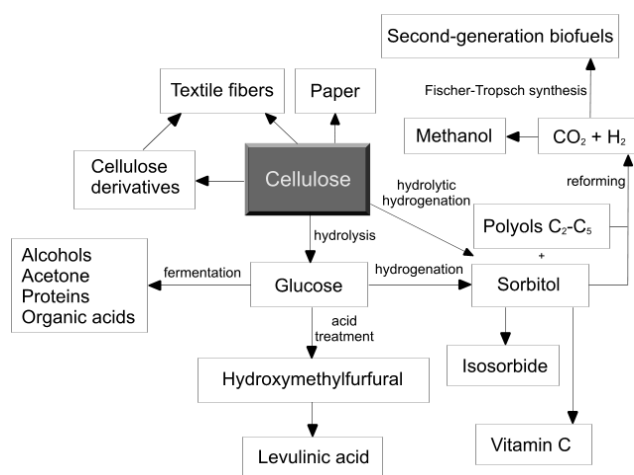 Second-generation biofuels
Textile fibers
Paper
Fischer-Tropsch synthesis
Methanol
CO₂ + H₂
Cellulose
derivatives
Cellulose
hydrolytic
hydrogenation
reforming
Polyols C₂-C₅
+
hydrolysis
Alcohols
Acetone
Proteins
Organic acids
fermentation
Glucose
hydrogenation
Sorbitol
acid
treatment
Isosorbide
Hydroxymethylfurfural
Levulinic acid
Vitamin C